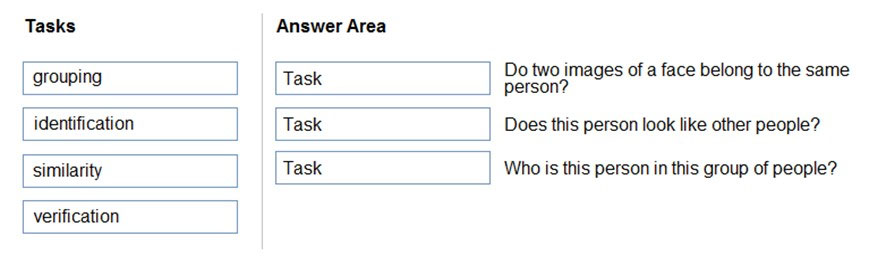 Tasks
Answer Area
grouping
identification
similarity
verification
Task
Do two images of a face belong to the same
person?
Task
Does this person look like other people?
Task
Who is this person in this group of people?